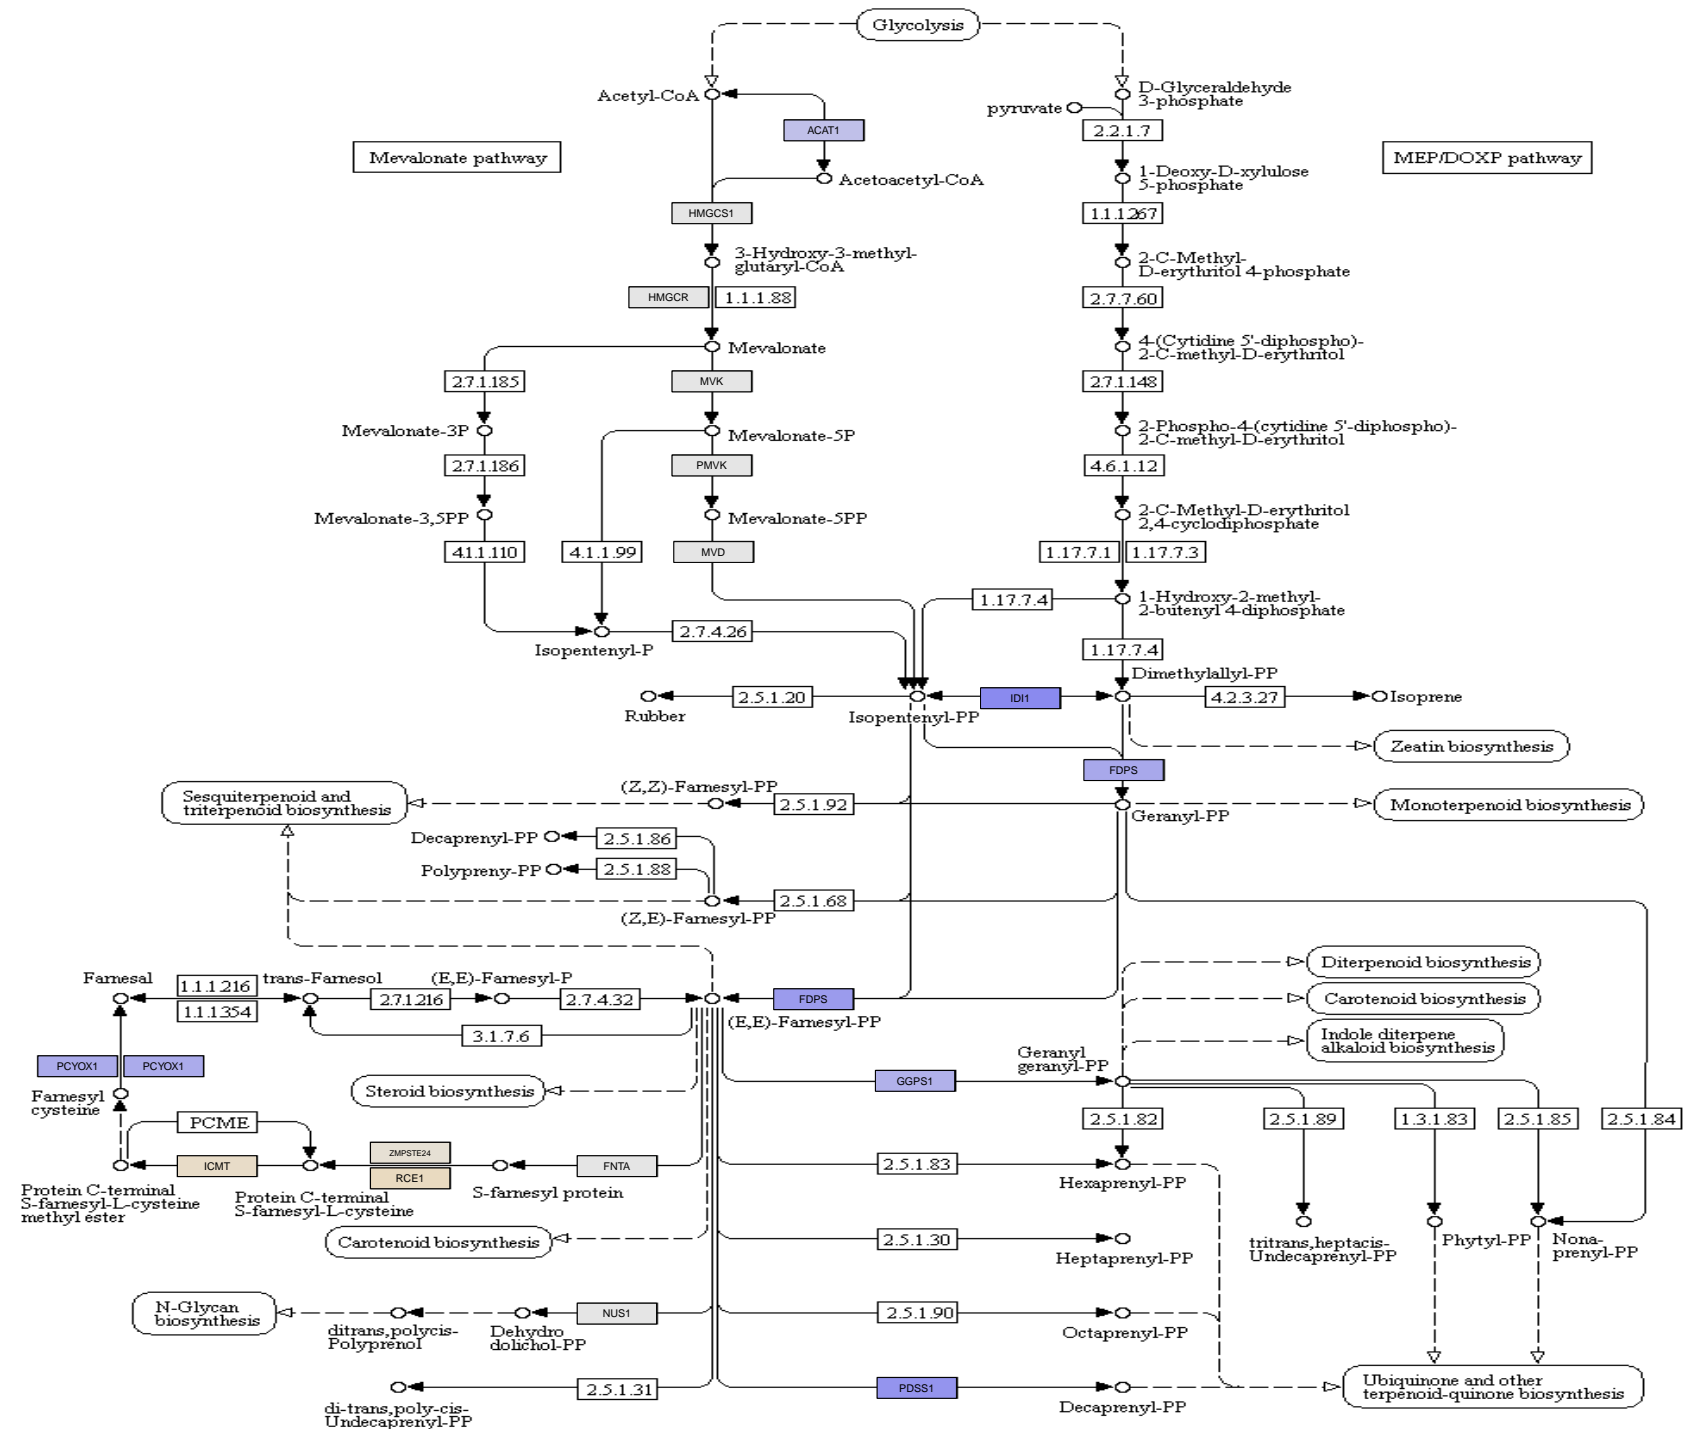 Glycolysis
Acetyl-CoA
D-Glyceraldehyde
3-phosphate
pyruvate
ACAT1
2.2.1.7
Mevalonate pathway
MEP/DOXP pathway
Acetoacetyl-CoA
1-Deoxy-D-xylulose
5-phosphate
HMGCS1
1.1.1.267
3-Hydroxy-3-methyl-
glutaryl-CoA
2-C-Methyl-
D-erythritol 4-phosphate
HMGCR
1.1.1.88
2.7.7.60
Mevalonate
4-(Cytidine 5'-diphospho)-
2-C-methyl-D-erythritol
2.7.1.185
MVK
2.7.1.148
Mevalonate-3P
Mevalonate-5P
2-Phospho-4-(cytidine 5'-diphospho)-
2-C-methyl-D-erythritol
2.7.1.186
PMVK
4.6.1.12
Mevalonate-3,5PP
Mevalonate-5PP
2-C-Methyl-D-erythritol
2,4-cyclodiphosphate
4.1.1.110
4.1.1.99
MVD
1.17.7.1
1.17.7.3
1.17.7.4
1-Hydroxy-2-methyl-
2-butenyl 4-diphosphate
2.7.4.26
Isopentenyl-P
1.17.7.4
Dimethylallyl-PP
2.5.1.20
IDI1
4.2.3.27
Isoprene
Rubber
Isopentenyl-PP
Zeatin biosynthesis
FDPS
(Z,Z)-Farnesyl-PP
Sesquiterpenoid and
triterpenoid biosynthesis
2.5.1.92
Monoterpenoid biosynthesis
Geranyl-PP
Decaprenyl-PP
2.5.1.86
Polypreny-PP
2.5.1.88
2.5.1.68
(Z,E)-Farnesyl-PP
Diterpenoid biosynthesis
Farnesal
1.1.1.216
trans-Farnesol
(E,E)-Farnesyl-P
2.7.1.216
2.7.4.32
FDPS
Carotenoid biosynthesis
1.1.1.354
(E,E)-Farnesyl-PP
3.1.7.6
Indole diterpene
alkaloid biosynthesis
PCYOX1
PCYOX1
Geranyl
geranyl-PP
GGPS1
Farnesyl
cysteine
Steroid biosynthesis
PCME
2.5.1.82
2.5.1.89
1.3.1.83
2.5.1.85
2.5.1.84
ZMPSTE24
ICMT
RCE1
FNTA
2.5.1.83
Hexaprenyl-PP
Protein C-terminal
S-farnesyl-L-cysteine
methyl ester
Protein C-terminal
S-farnesyl-L-cysteine
S-farnesyl protein
Carotenoid biosynthesis
2.5.1.30
Heptaprenyl-PP
tritrans,heptacis-
Undecaprenyl-PP
Phytyl-PP
Nona-
prenyl-PP
N-Glycan
biosynthesis
NUS1
2.5.1.90
ditrans,polycis-
Polyprenol
Dehydro
dolichol-PP
Octaprenyl-PP
2.5.1.31
PDSS1
Ubiquinone and other
terpenoid-quinone biosynthesis
di-trans,poly-cis-
Undecaprenyl-PP
Decaprenyl-PP